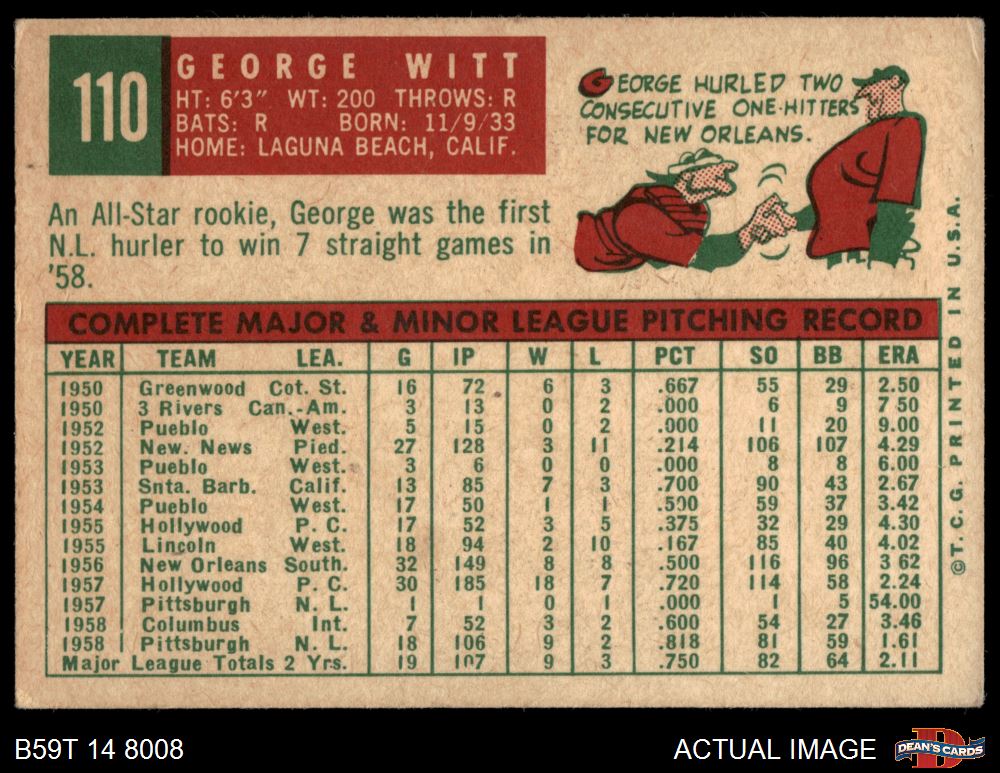 110
GEORGE WITT
HT: 6'3" WT: 200 THROWS: R
BATS: R BORN: 11/9/33
HOME: LAGUNA BEACH, CALIF.
GEORGE HURLED TWO
CONSECUTIVE ONE-HITTERS
FOR NEW ORLEANS.
An All-Star rookie, George was the first
N.L. hurler to win 7 straight games in
'58.
COMPLETE MAJOR & MINOR LEAGUE PITCHING RECORD
YEAR TEAM LEA. G IP W L PCT SO BB ERA
1950 Greenwood Cot. St. 16 72 6 3 .667 55 29 2.50
1950 3 Rivers Can.-Am. 3 13 0 2 .000 6 9 7 50
1952 Pueblo West. 5 15 0 2 .000 11 20 9.00
1952 New. News Pied. 27 128 3 11 .214 106 107 4.29
1953 Pueblo West. 3 6 0 0 .000 8 8 6.00
1953 Snta. Barb. Calif. 13 85 7 3 .700 90 43 2.67
1954 Pueblo West. 17 50 1 1 .500 59 37 3.42
1955 Hollywood P. C. 17 52 3 5 .375 32 29 4.30
1955 Lincoln West. 18 94 2 10 .167 85 40 4.02
1956 New Orleans South. 32 149 8 8 .500 116 96 3 62
1957 Hollywood P. C. 30 185 18 7 .720 114 58 2.24
1957 Pittsburgh N. L. 1 1 0 1 .000 1 5 54.00
1958 Columbus Int. 7 52 3 2 .600 54 27 3.46
1958 Pittsburgh N. L. 18 106 9 2 .818 81 59 1.61
Major League Totals 2 Yrs. 19 107 9 3 .750 82 64 2.11
©T.C.G. PRINTED IN U.S.A.
B59T 14 8008
ACTUAL IMAGE
DEAN'S CARDS